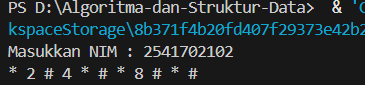 PS D:\Algoritma-dan-Struktur-Data>  & 'C
kspaceStorage\8b371f4b20fd407f29373e42b2
Masukkan NIM : 2541702102
* 2 # 4 * # * 8 # * #